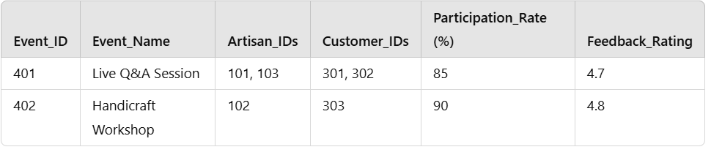 Event_ID Event_Name Artisan_IDs Customer_IDs Participation_Rate (%) Feedback_Rating
401 Live Q&A Session 101, 103 301, 302 85 4.7
402 Handicraft Workshop 102 303 90 4.8